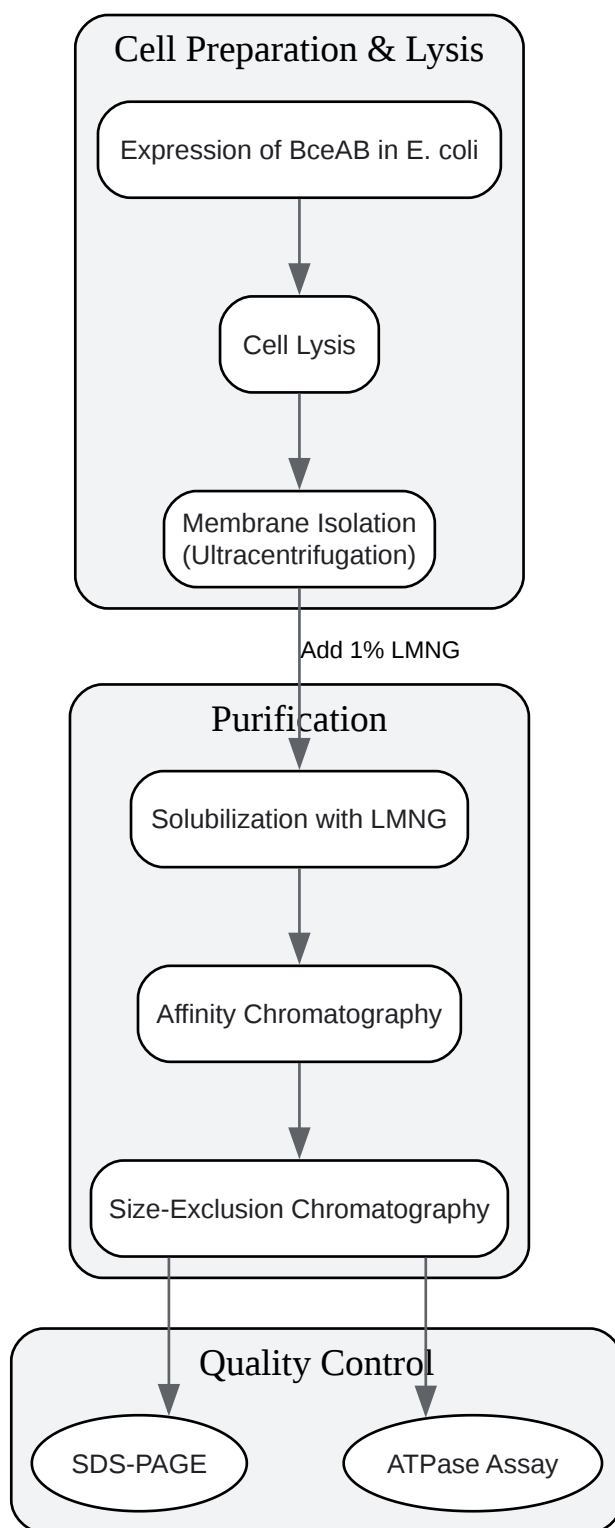 Cell Preparation & Lysis
Expression of BceAB in E. coli
Cell Lysis
Membrane Isolation
(Ultracentrifugation)
Add 1% LMNG
Purification
Solubilization with LMNG
Affinity Chromatography
Size-Exclusion Chromatography
Quality Control
SDS-PAGE
ATPase Assay